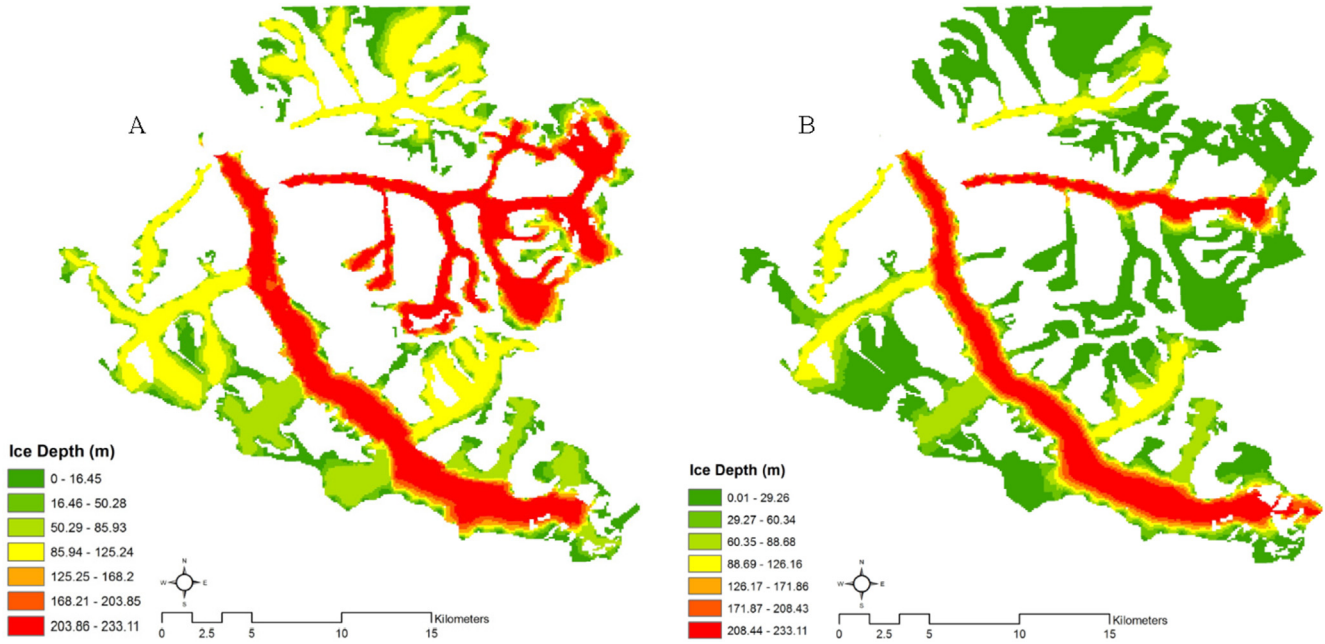 A
Ice Depth (m)
0 - 16.45
16.46 - 50.28
50.29 - 85.93
85.94 - 125.24
125.25 - 168.2
168.21 - 203.85
203.86 - 233.11
N
W E
S
Kilometers
0 2.5 5 10 15
B
Ice Depth (m)
0.01 - 29.26
29.27 - 60.34
60.35 - 88.68
88.69 - 126.16
126.17 - 171.86
171.87 - 208.43
208.44 - 233.11
N
W E
S
Kilometers
0 2.5 5 10 15